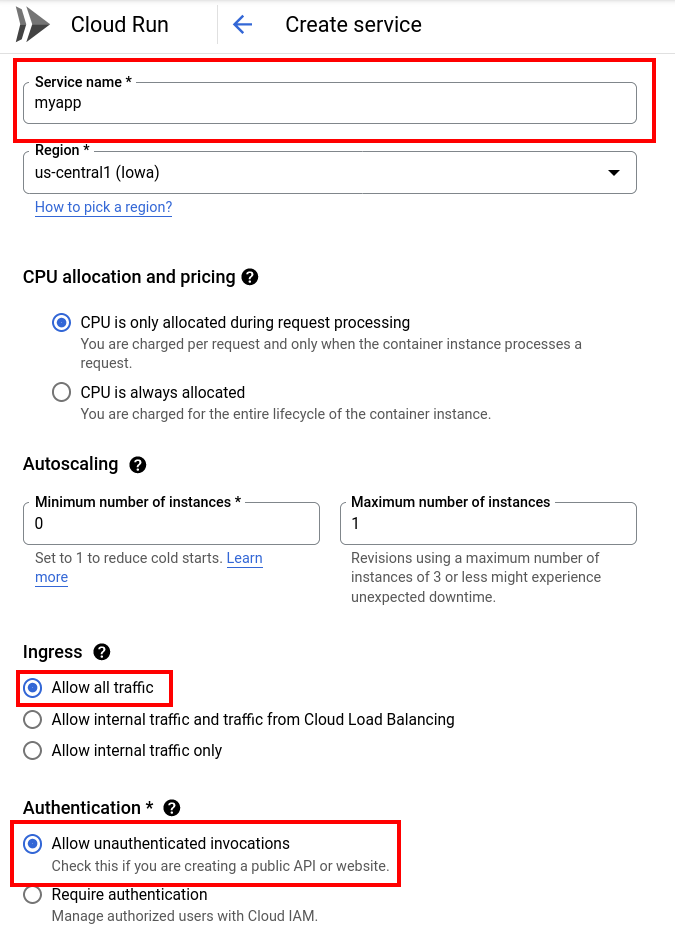 Cloud Run
Create service
Service name *
myapp
Region *
us-central1 (Iowa)
How to pick a region?
CPU allocation and pricing
CPU is only allocated during request processing
You are charged per request and only when the container instance processes a
request.
CPU is always allocated
You are charged for the entire lifecycle of the container instance.
Autoscaling
Minimum number of instances *
0
Set to 1 to reduce cold starts. Learn
more
Maximum number of instances
1
Revisions using a maximum number of
instances of 3 or less might experience
unexpected downtime.
Ingress
Allow all traffic
Allow internal traffic and traffic from Cloud Load Balancing
Allow internal traffic only
Authentication *
Allow unauthenticated invocations
Check this if you are creating a public API or website.
Require authentication
Manage authorized users with Cloud IAM.